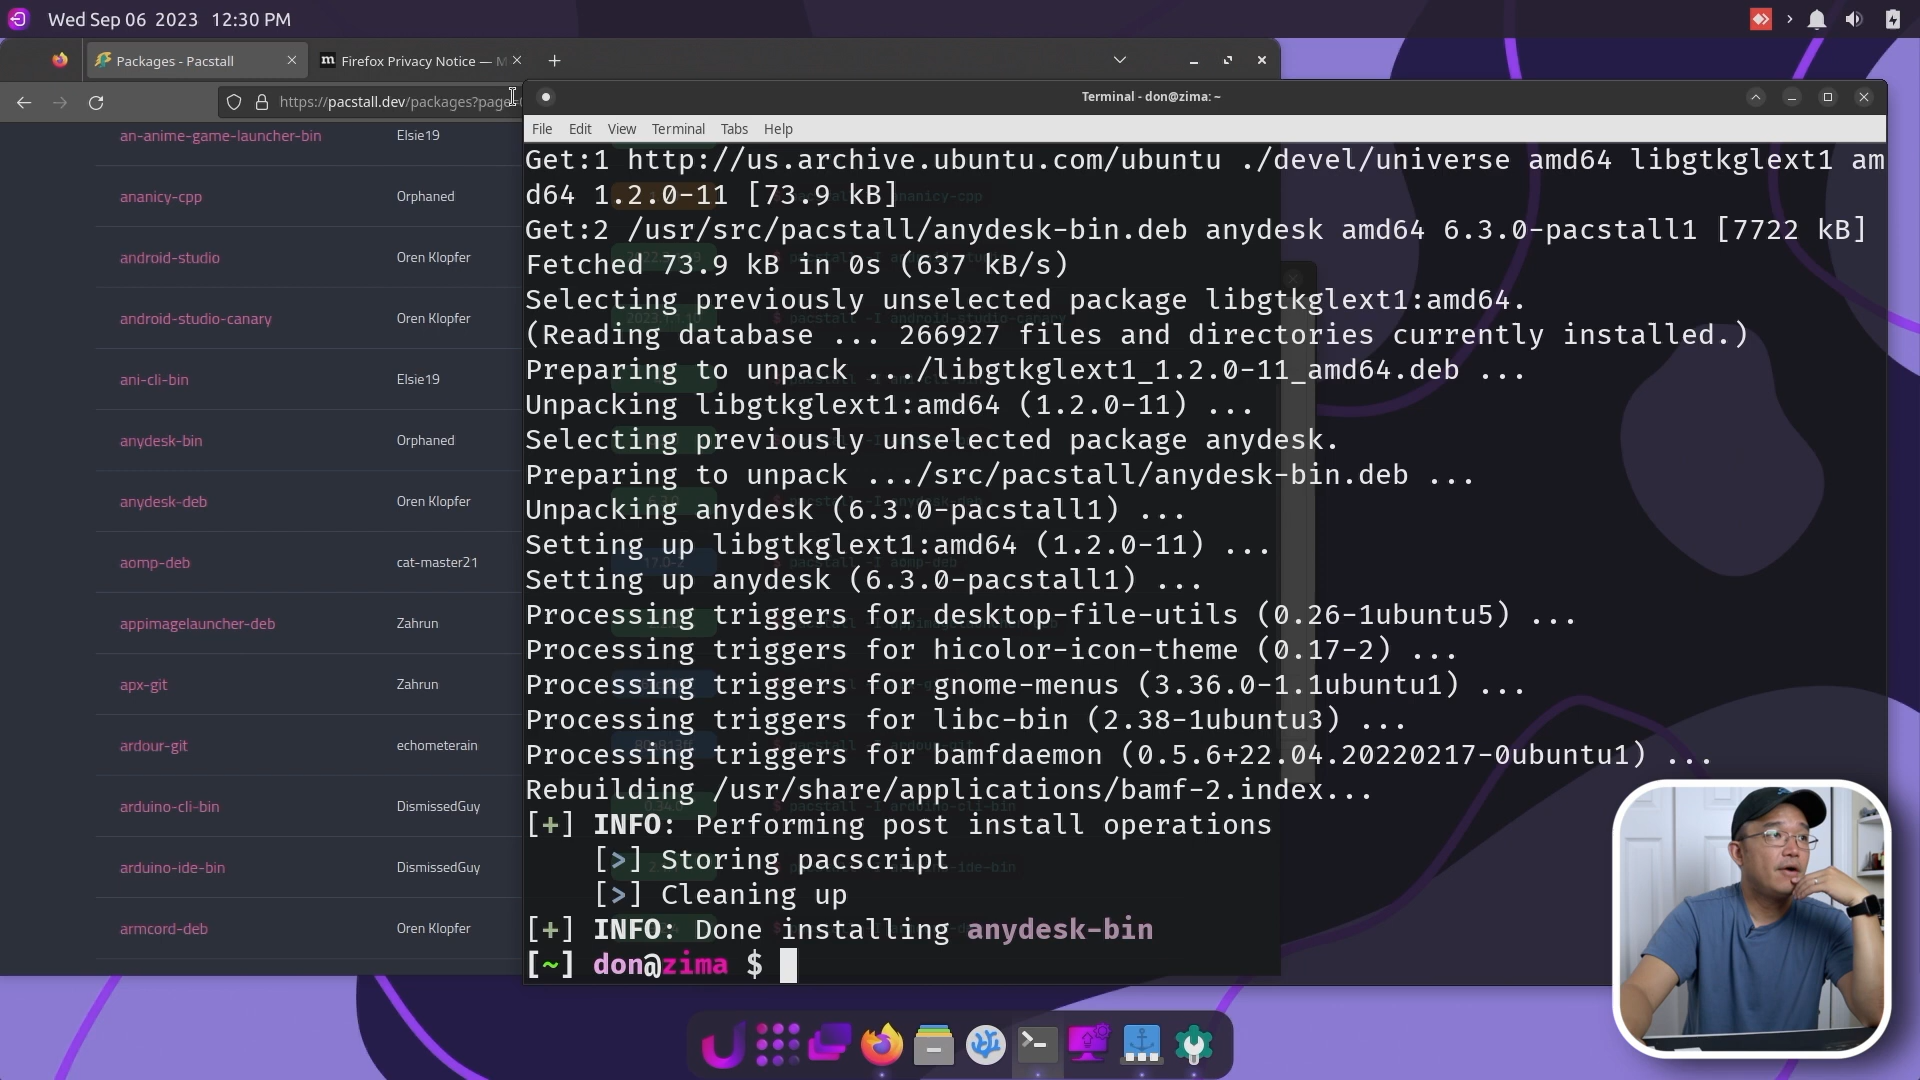 Wed Sep 06 2023 12:30 PM
Packages - Pacstall
Firefox Privacy Notice — M
https://pacstall.dev/packages?page=
an-anime-game-launcher-bin Elsie19
ananicy-cpp Orphaned
android-studio Oren Klopfer
android-studio-canary Oren Klopfer
ani-cli-bin Elsie19
anydesk-bin Orphaned
anydesk-deb Oren Klopfer
aomp-deb cat-master21
appimagelauncher-deb Zahrun
apx-git Zahrun
ardour-git echometerain
arduino-cli-bin DismissedGuy
arduino-ide-bin DismissedGuy
armcord-deb Oren Klopfer
Terminal - don@zima: ~
File Edit View Terminal Tabs Help
Get:1 http://us.archive.ubuntu.com/ubuntu ./devel/universe amd64 libgtkglext1 am
d64 1.2.0-11 [73.9 kB]
Get:2 /usr/src/pacstall/anydesk-bin.deb anydesk amd64 6.3.0-pacstall1 [7722 kB]
Fetched 73.9 kB in 0s (637 kB/s)
Selecting previously unselected package libgtkglext1:amd64.
(Reading database ... 266927 files and directories currently installed.)
Preparing to unpack .../libgtkglext1_1.2.0-11_amd64.deb ...
Unpacking libgtkglext1:amd64 (1.2.0-11) ...
Selecting previously unselected package anydesk.
Preparing to unpack .../src/pacstall/anydesk-bin.deb ...
Unpacking anydesk (6.3.0-pacstall1) ...
Setting up libgtkglext1:amd64 (1.2.0-11) ...
Setting up anydesk (6.3.0-pacstall1) ...
Processing triggers for desktop-file-utils (0.26-1ubuntu5) ...
Processing triggers for hicolor-icon-theme (0.17-2) ...
Processing triggers for gnome-menus (3.36.0-1.1ubuntu1) ...
Processing triggers for libc-bin (2.38-1ubuntu3) ...
Processing triggers for bamfdaemon (0.5.6+22.04.20220217-0ubuntu1) ...
Rebuilding /usr/share/applications/bamf-2.index...
[+] INFO: Performing post install operations
[>] Storing pacscript
[>] Cleaning up
[+] INFO: Done installing anydesk-bin
[~] don@zima $